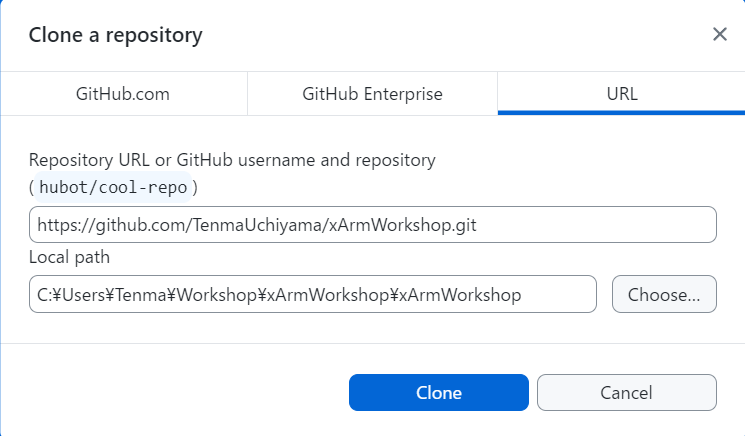 Clone a repository
GitHub.com
GitHub Enterprise
URL
Repository URL or GitHub username and repository
(hubot/cool-repo)
https://github.com/TenmaUchiyama/xArmWorkshop.git
Local path
C:¥Users¥Tenma¥Workshop¥xArmWorkshop¥xArmWorkshop
Choose...
Clone
Cancel